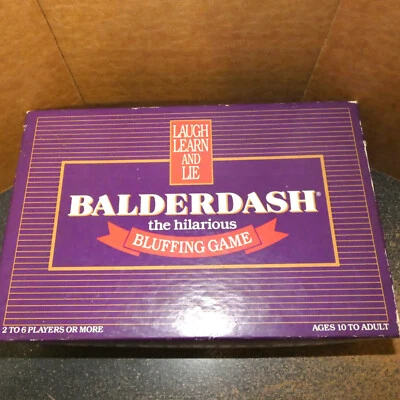 LAUGH
LEARN
AND
LIE
BALDERDASH®
the hilarious
BLUFFING GAME
2 TO 6 PLAYERS OR MORE
AGES 10 TO ADULT